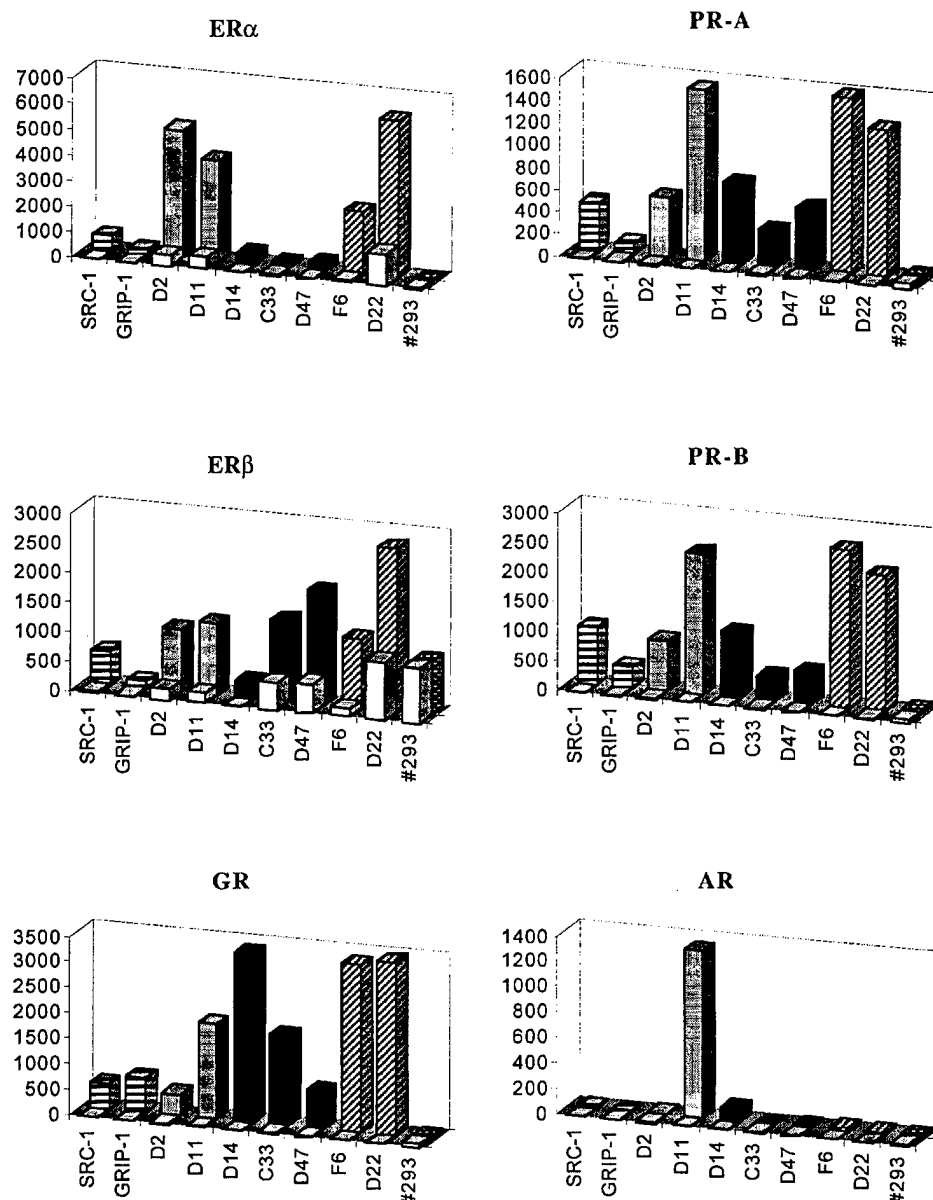 ERα
7000
6000
5000
4000
3000
2000
1000
0
SRC-1
GRIP-1
D2
D11
D14
C33
D47
F6
D22
#293
PR-A
1600
1400
1200
1000
800
600
400
200
0
SRC-1
GRIP-1
D2
D11
D14
C33
D47
F6
D22
#293
ERβ
3000
2500
2000
1500
1000
500
0
SRC-1
GRIP-1
D2
D11
D14
C33
D47
F6
D22
#293
PR-B
3000
2500
2000
1500
1000
500
0
SRC-1
GRIP-1
D2
D11
D14
C33
D47
F6
D22
#293
GR
3500
3000
2500
2000
1500
1000
500
0
SRC-1
GRIP-1
D2
D11
D14
C33
D47
F6
D22
#293
AR
1400
1200
1000
800
600
400
200
0
SRC-1
GRIP-1
D2
D11
D14
C33
D47
F6
D22
#293